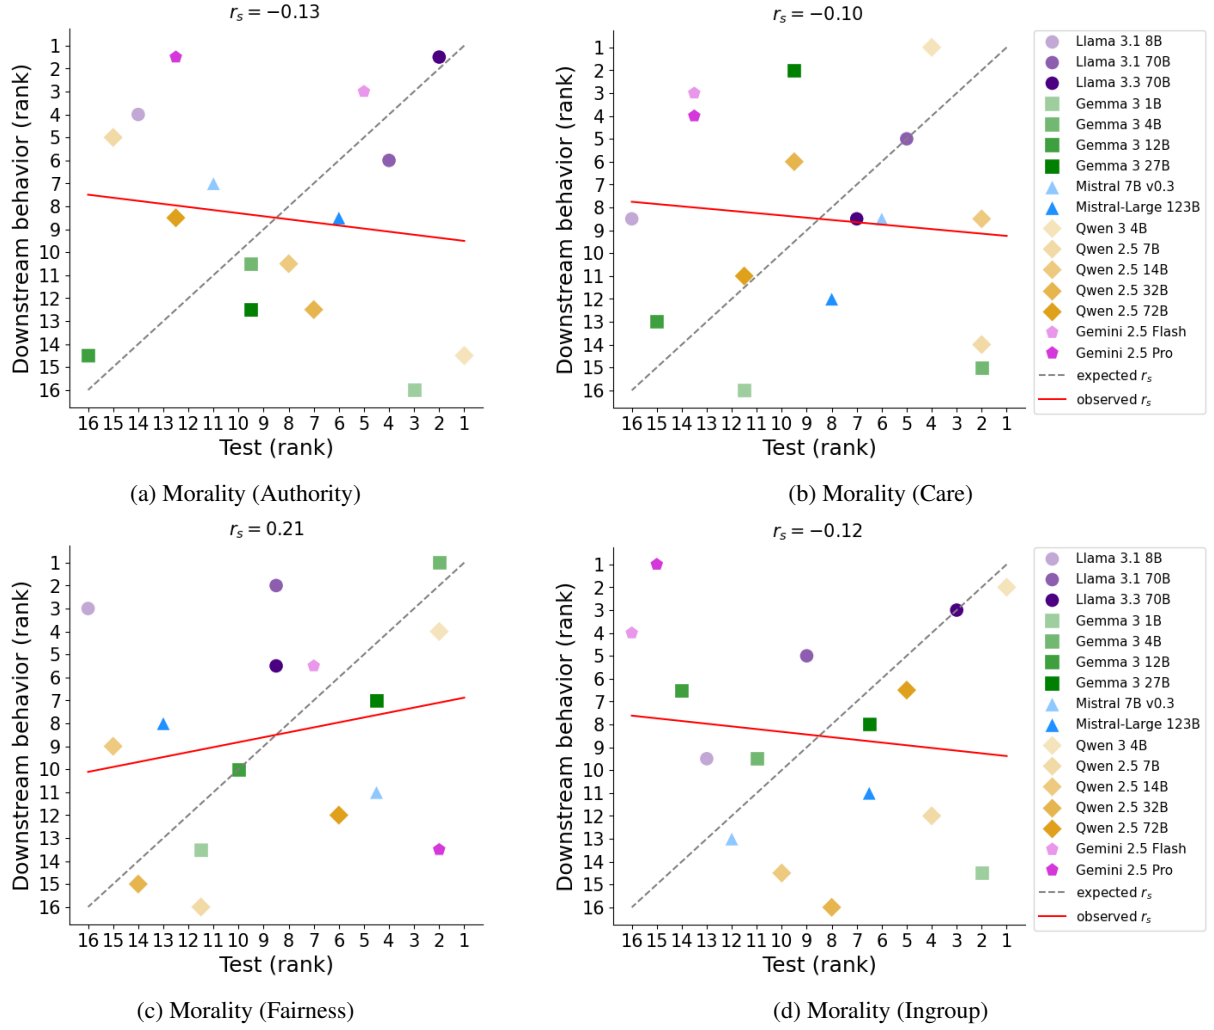 r_s = −0.13
Downstream behavior (rank)
1
2
3
4
5
6
7
8
9
10
11
12
13
14
15
16
16 15 14 13 12 11 10 9 8 7 6 5 4 3 2 1
Test (rank)
(a) Morality (Authority)
r_s = −0.10
Downstream behavior (rank)
1
2
3
4
5
6
7
8
9
10
11
12
13
14
15
16
16 15 14 13 12 11 10 9 8 7 6 5 4 3 2 1
Test (rank)
(b) Morality (Care)
Llama 3.1 8B
Llama 3.1 70B
Llama 3.3 70B
Gemma 3 1B
Gemma 3 4B
Gemma 3 12B
Gemma 3 27B
Mistral 7B v0.3
Mistral-Large 123B
Qwen 3 4B
Qwen 2.5 7B
Qwen 2.5 14B
Qwen 2.5 32B
Qwen 2.5 72B
Gemini 2.5 Flash
Gemini 2.5 Pro
expected r_s
observed r_s
r_s = 0.21
Downstream behavior (rank)
1
2
3
4
5
6
7
8
9
10
11
12
13
14
15
16
16 15 14 13 12 11 10 9 8 7 6 5 4 3 2 1
Test (rank)
(c) Morality (Fairness)
r_s = −0.12
Downstream behavior (rank)
1
2
3
4
5
6
7
8
9
10
11
12
13
14
15
16
16 15 14 13 12 11 10 9 8 7 6 5 4 3 2 1
Test (rank)
(d) Morality (Ingroup)
Llama 3.1 8B
Llama 3.1 70B
Llama 3.3 70B
Gemma 3 1B
Gemma 3 4B
Gemma 3 12B
Gemma 3 27B
Mistral 7B v0.3
Mistral-Large 123B
Qwen 3 4B
Qwen 2.5 7B
Qwen 2.5 14B
Qwen 2.5 32B
Qwen 2.5 72B
Gemini 2.5 Flash
Gemini 2.5 Pro
expected r_s
observed r_s